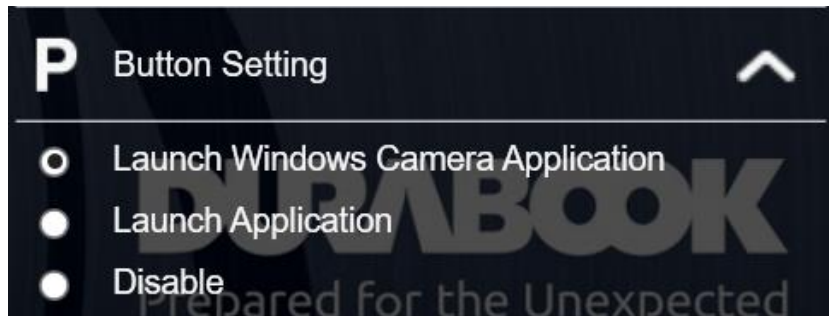 P Button Setting
Launch Windows Camera Application
DURABOOK
Launch Application
Disable
Prepared for the Unexpected